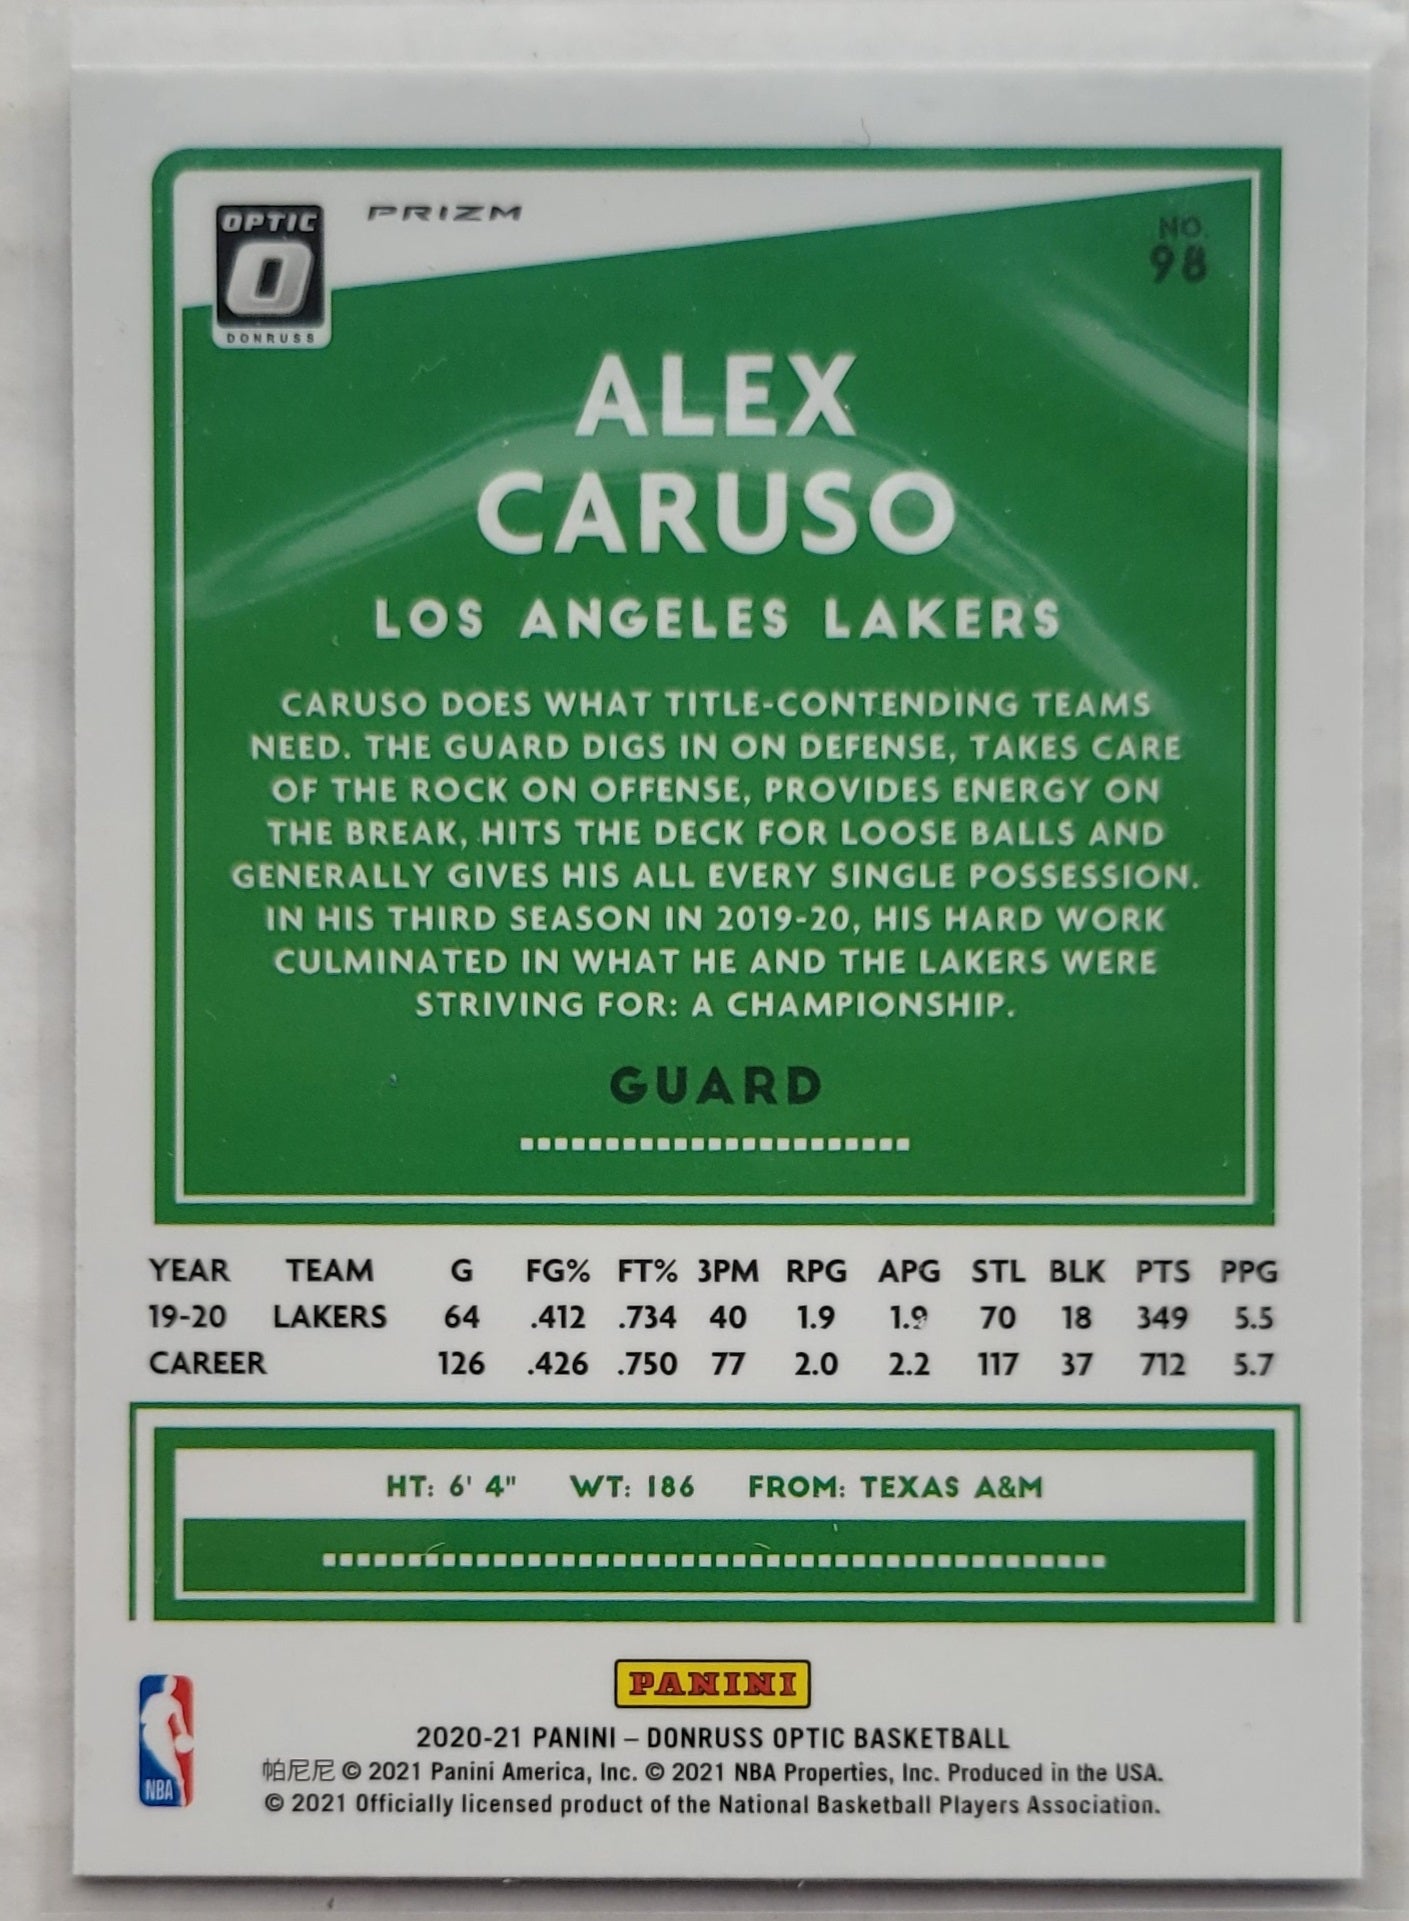 OPTIC
O
DONRUSS
PRIZM
NO.
98
ALEX
CARUSO
LOS ANGELES LAKERS
CARUSO DOES WHAT TITLE-CONTENDING TEAMS
NEED. THE GUARD DIGS IN ON DEFENSE, TAKES CARE
OF THE ROCK ON OFFENSE, PROVIDES ENERGY ON
THE BREAK, HITS THE DECK FOR LOOSE BALLS AND
GENERALLY GIVES HIS ALL EVERY SINGLE POSSESSION.
IN HIS THIRD SEASON IN 2019-20, HIS HARD WORK
CULMINATED IN WHAT HE AND THE LAKERS WERE
STRIVING FOR: A CHAMPIONSHIP.
GUARD
YEAR TEAM G FG% FT% 3PM RPG APG STL BLK PTS PPG
19-20 LAKERS 64 .412 .734 40 1.9 1.9 70 18 349 5.5
CAREER 126 .426 .750 77 2.0 2.2 117 37 712 5.7
HT: 6' 4" WT: 186 FROM: TEXAS A&M
PANINI
2020-21 PANINI – DONRUSS OPTIC BASKETBALL
帕尼尼 © 2021 Panini America, Inc. © 2021 NBA Properties, Inc. Produced in the USA.
© 2021 Officially licensed product of the National Basketball Players Association.
NBA